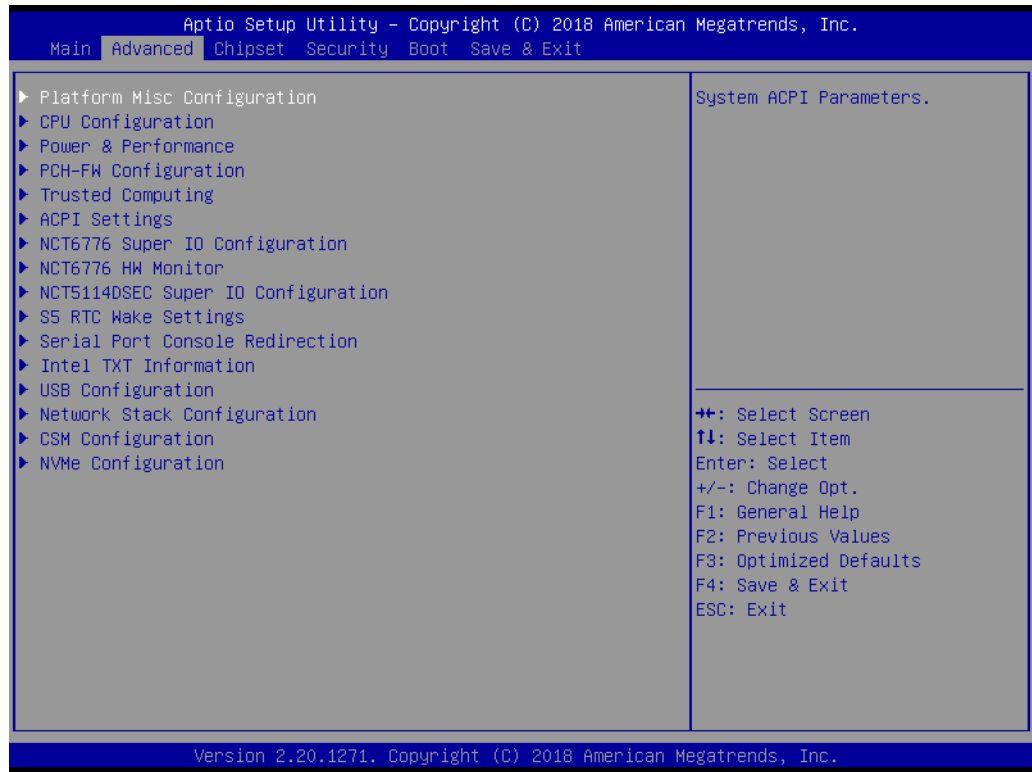 Aptio Setup Utility – Copyright (C) 2018 American Megatrends, Inc.
Main Advanced Chipset Security Boot Save & Exit
▶ Platform Misc Configuration
▶ CPU Configuration
▶ Power & Performance
▶ PCH-FW Configuration
▶ Trusted Computing
▶ ACPI Settings
▶ NCT6776 Super IO Configuration
▶ NCT6776 HW Monitor
▶ NCT5114DSEC Super IO Configuration
▶ S5 RTC Wake Settings
▶ Serial Port Console Redirection
▶ Intel TXT Information
▶ USB Configuration
▶ Network Stack Configuration
▶ CSM Configuration
▶ NVMe Configuration
System ACPI Parameters.
→←: Select Screen
↑↓: Select Item
Enter: Select
+/-: Change Opt.
F1: General Help
F2: Previous Values
F3: Optimized Defaults
F4: Save & Exit
ESC: Exit
Version 2.20.1271. Copyright (C) 2018 American Megatrends, Inc.